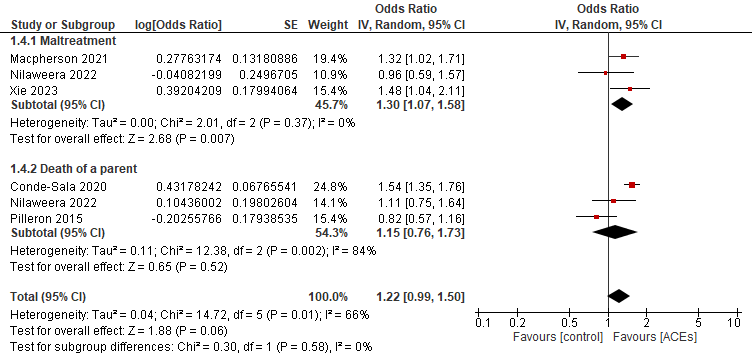 Odds Ratio Odds Ratio
Study or Subgroup log[Odds Ratio] SE Weight IV, Random, 95% CI IV, Random, 95% CI
1.4.1 Maltreatment
Macpherson 2021 0.27763174 0.13180886 19.4% 1.32 [1.02, 1.71]
Nilaweera 2022 -0.04082199 0.2496705 10.9% 0.96 [0.59, 1.57]
Xie 2023 0.39204209 0.17994064 15.4% 1.48 [1.04, 2.11]
Subtotal (95% CI) 45.7% 1.30 [1.07, 1.58]
Heterogeneity: Tau² = 0.00; Chi² = 2.01, df = 2 (P = 0.37); I² = 0%
Test for overall effect: Z = 2.68 (P = 0.007)
1.4.2 Death of a parent
Conde-Sala 2020 0.43178242 0.06765541 24.8% 1.54 [1.35, 1.76]
Nilaweera 2022 0.10436002 0.19802604 14.1% 1.11 [0.75, 1.64]
Pilleron 2015 -0.20255766 0.17938535 15.4% 0.82 [0.57, 1.16]
Subtotal (95% CI) 54.3% 1.15 [0.76, 1.73]
Heterogeneity: Tau² = 0.11; Chi² = 12.38, df = 2 (P = 0.002); I² = 84%
Test for overall effect: Z = 0.65 (P = 0.52)
Total (95% CI) 100.0% 1.22 [0.99, 1.50]
Heterogeneity: Tau² = 0.04; Chi² = 14.72, df = 5 (P = 0.01); I² = 66%
Test for overall effect: Z = 1.88 (P = 0.06)
Test for subgroup differences: Chi² = 0.30, df = 1 (P = 0.58), I² = 0%
0.1 0.2 0.5 1 2 5 10
Favours [control] Favours [ACEs]